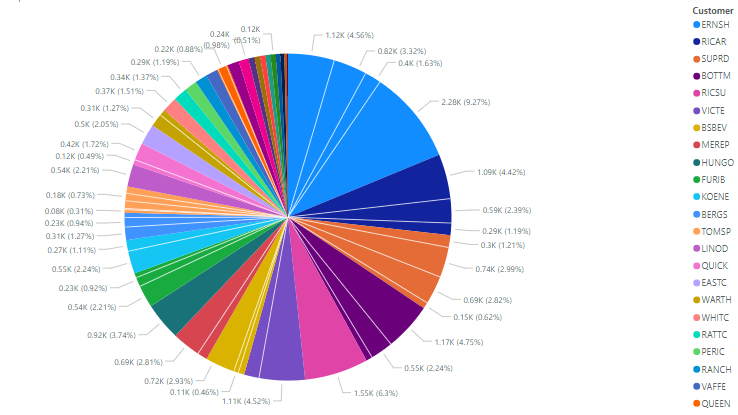 Customer
ERNSH
RICAR
SUPRD
BOTTM
RICSU
VICTE
BSBEV
MEREP
HUNGO
FURIB
KOENE
BERGS
TOMSP
LINOD
QUICK
EASTC
WARTH
WHITC
RATTC
PERIC
RANCH
VAFFE
QUEEN
1.12K (4.56%)
0.82K (3.32%)
0.4K (1.63%)
2.28K (9.27%)
1.09K (4.42%)
0.59K (2.39%)
0.29K (1.19%)
0.3K (1.21%)
0.74K (2.99%)
0.69K (2.82%)
0.15K (0.62%)
1.17K (4.75%)
0.55K (2.24%)
1.55K (6.3%)
1.11K (4.52%)
0.11K (0.46%)
0.72K (2.93%)
0.69K (2.81%)
0.92K (3.74%)
0.54K (2.21%)
0.23K (0.92%)
0.55K (2.24%)
0.27K (1.11%)
0.31K (1.27%)
0.23K (0.94%)
0.08K (0.31%)
0.18K (0.73%)
0.54K (2.21%)
0.12K (0.49%)
0.42K (1.72%)
0.5K (2.05%)
0.31K (1.27%)
0.37K (1.51%)
0.34K (1.37%)
0.29K (1.19%)
0.22K (0.88%)
0.24K
(0.98%)
0.12K
(0.51%)